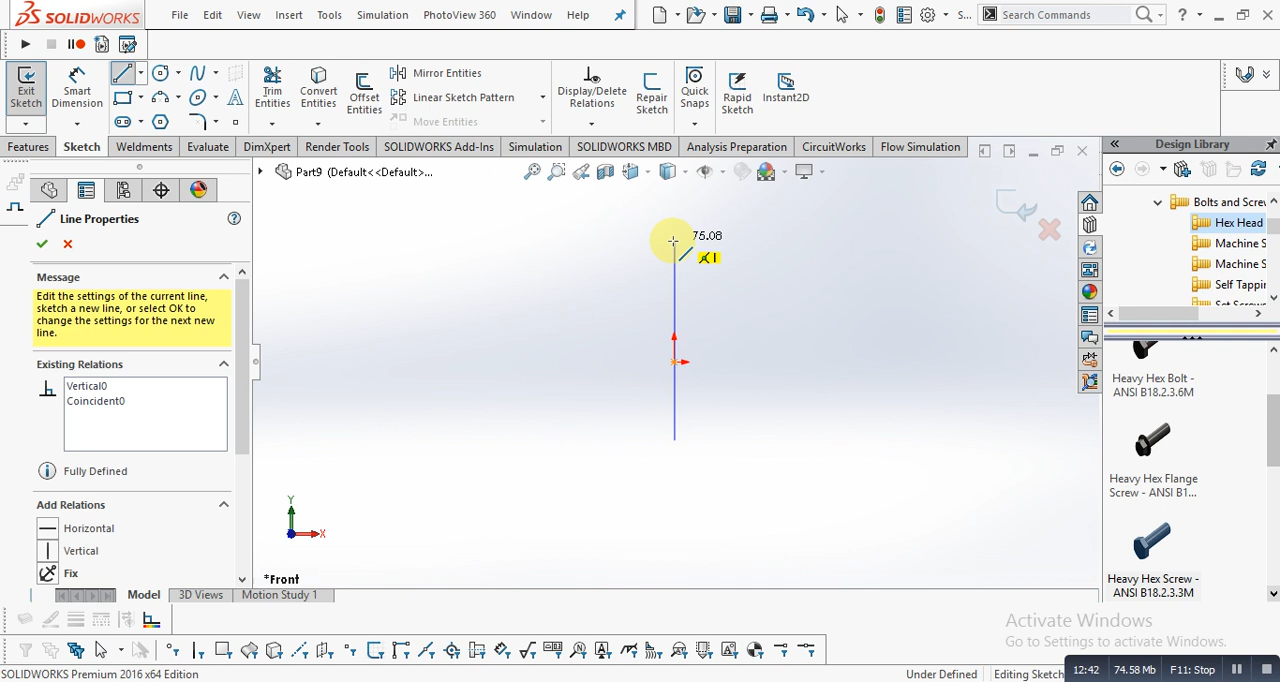 SOLIDWORKS
File Edit View Insert Tools Simulation PhotoView 360 Window Help
S...
Search Commands
Exit Sketch
Smart Dimension
Trim Entities
Convert Entities
Offset Entities
Mirror Entities
Linear Sketch Pattern
Move Entities
Display/Delete Relations
Repair Sketch
Quick Snaps
Rapid Sketch
Instant2D
Features Sketch Weldments Evaluate DimXpert Render Tools SOLIDWORKS Add-Ins Simulation SOLIDWORKS MBD Analysis Preparation CircuitWorks Flow Simulation
Design Library
Part9 (Default<<Default>...
Line Properties
Message
Edit the settings of the current line, sketch a new line, or select OK to change the settings for the next new line.
Existing Relations
Vertical0
Coincident0
Fully Defined
Add Relations
Horizontal
Vertical
Fix
75.08
Y
X
*Front
Bolts and Screw
Hex Head
Machine S
Machine S
Self Tappin
Set Screws
Heavy Hex Bolt -
ANSI B18.2.3.6M
Heavy Hex Flange
Screw - ANSI B1...
Heavy Hex Screw -
ANSI B18.2.3.3M
Model 3D Views Motion Study 1
Activate Windows
Go to Settings to activate Windows.
SOLIDWORKS Premium 2016 x64 Edition
Under Defined
Editing Sketch
12:42 74.58 Mb F11: Stop